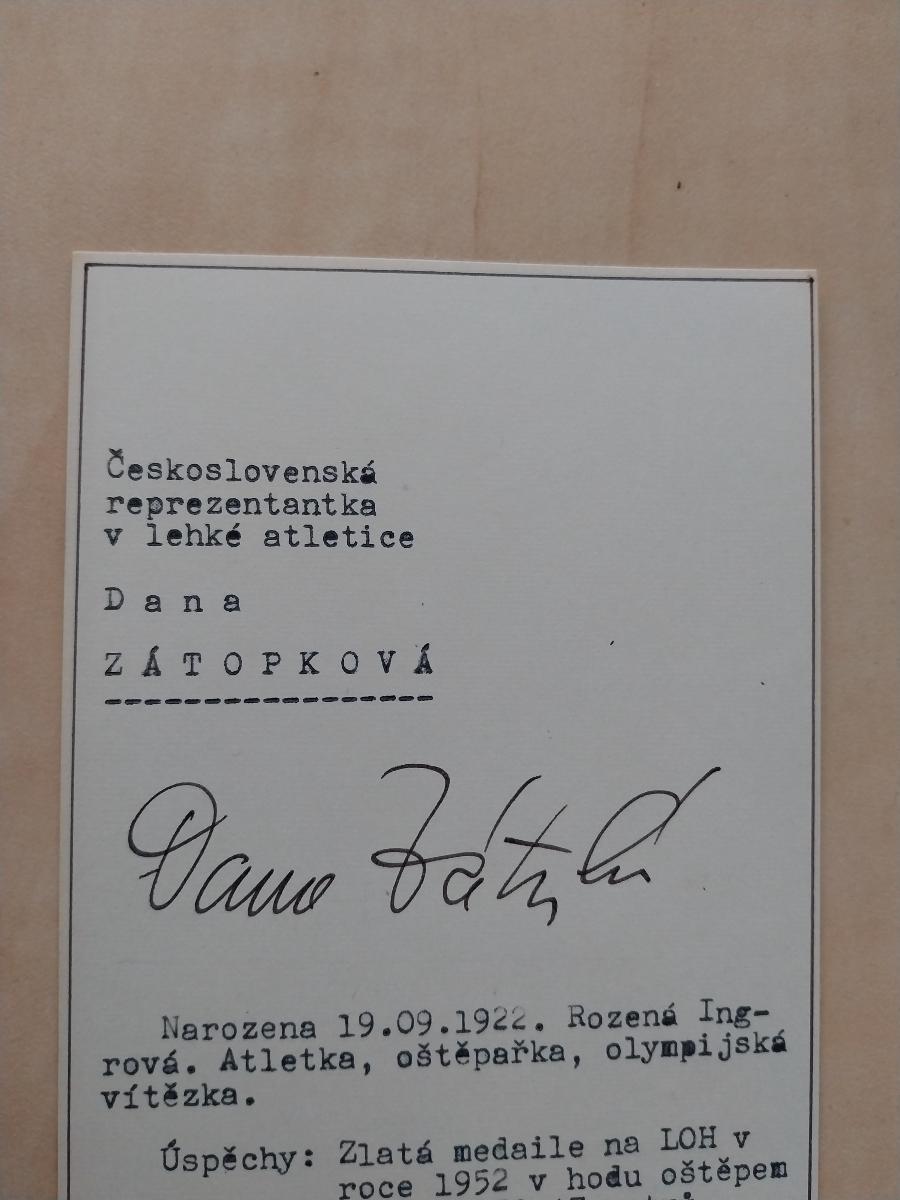 Československá
reprezentantka
v lehké atletice
D a n a
Z Á T O P K O V Á
-----------------
Dana Zátopková
Narozena 19.09.1922. Rozená Ing-
rová. Atletka, oštěpařka, olympijská
vítězka.
Úspěchy: Zlatá medaile na LOH v
roce 1952 v hodu oštěpem